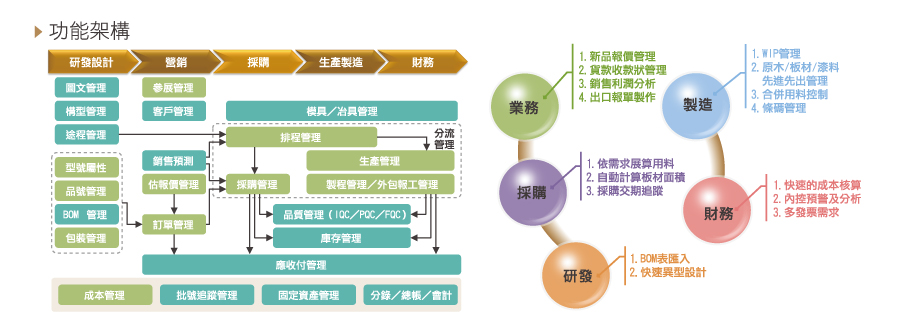 功能架構
研發設計
營銷
採購
生產製造
財務
圖文管理
參展管理
構型管理
客戶管理
模具／治具管理
途程管理
排程管理
分流
管理
型號屬性
銷售預測
生產管理
品號管理
估報價管理
採購管理
製程管理／外包報工管理
BOM 管理
訂單管理
品質管理（IQC／PQC／FQC）
包裝管理
庫存管理
應收付管理
成本管理
批號追蹤管理
固定資產管理
分錄／總帳／會計
業務
1. 新品報價管理
2. 貨款收款狀管理
3. 銷售利潤分析
4. 出口報單製作
製造
1. WIP管理
2. 原木/板材/漆料
先進先出管理
3. 合併用料控制
4. 條碼管理
採購
1. 依需求展算用料
2. 自動計算板材面積
3. 採購交期追蹤
財務
1. 快速的成本核算
2. 內控預警及分析
3. 多發票需求
研發
1. BOM表匯入
2. 快速異型設計